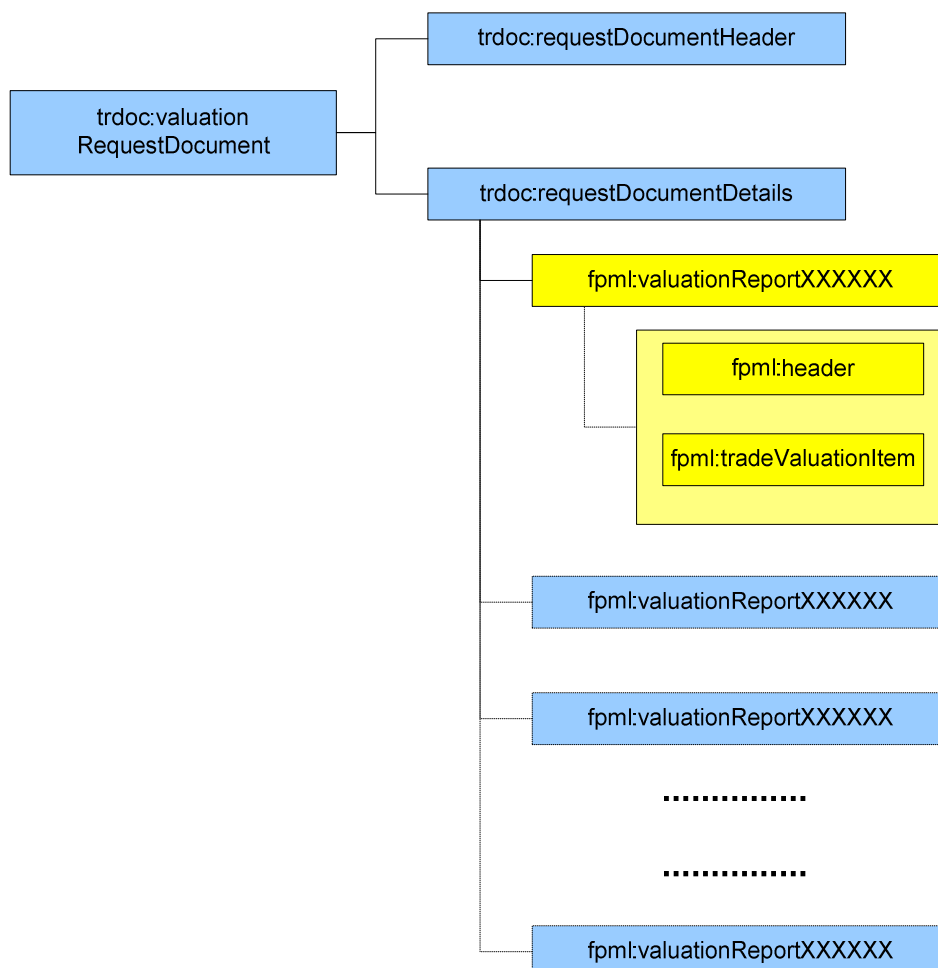 trdoc:requestDocumentHeader
trdoc:valuation
RequestDocument
trdoc:requestDocumentDetails
fpml:valuationReportXXXXXX
fpml:header
fpml:tradeValuationItem
fpml:valuationReportXXXXXX
fpml:valuationReportXXXXXX
...............
...............
fpml:valuationReportXXXXXX